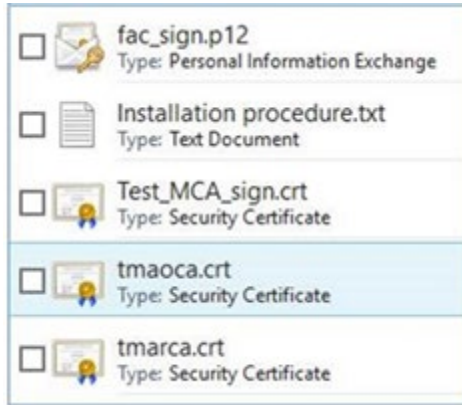 fac_sign.p12
Type: Personal Information Exchange
Installation procedure.txt
Type: Text Document
Test_MCA_sign.crt
Type: Security Certificate
tmaoca.crt
Type: Security Certificate
tmarca.crt
Type: Security Certificate